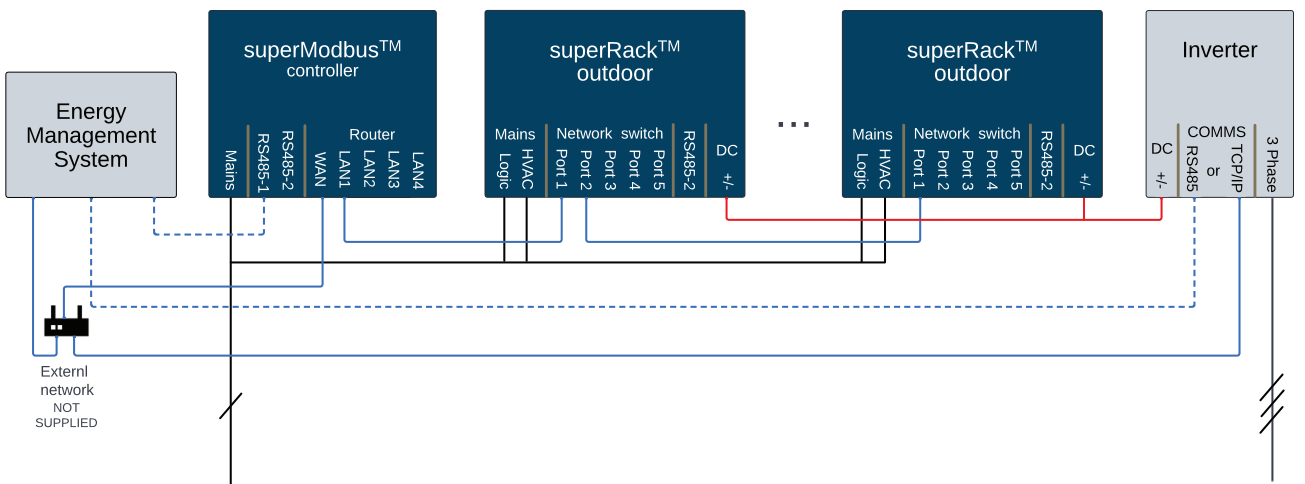 Energy
Management
System
superModbus™
controller
Mains
RS485-1
RS485-2
Router
WAN
LAN1
LAN2
LAN3
LAN4
superRack™
outdoor
Mains
Logic
HVAC
Network switch
Port 1
Port 2
Port 3
Port 4
Port 5
RS485-2
DC
+/-
...
superRack™
outdoor
Mains
Logic
HVAC
Network switch
Port 1
Port 2
Port 3
Port 4
Port 5
RS485-2
DC
+/-
Inverter
DC
+/-
COMMS
RS485
or
TCP/IP
3 Phase
Externl
network
NOT
SUPPLIED